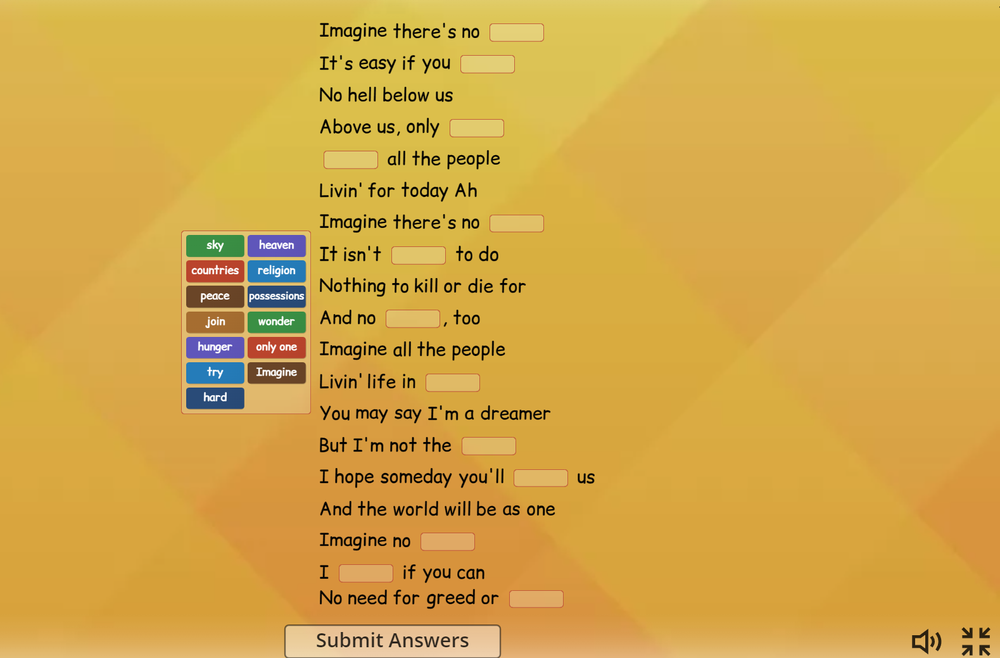 Imagine there's no
It's easy if you
No hell below us
Above us, only
all the people
Livin' for today Ah
Imagine there's no
It isn't to do
Nothing to kill or die for
And no , too
Imagine all the people
Livin' life in
You may say I'm a dreamer
But I'm not the
I hope someday you'll us
And the world will be as one
Imagine no
I if you can
No need for greed or
sky heaven
countries religion
peace possessions
join wonder
hunger only one
try Imagine
hard
Submit Answers